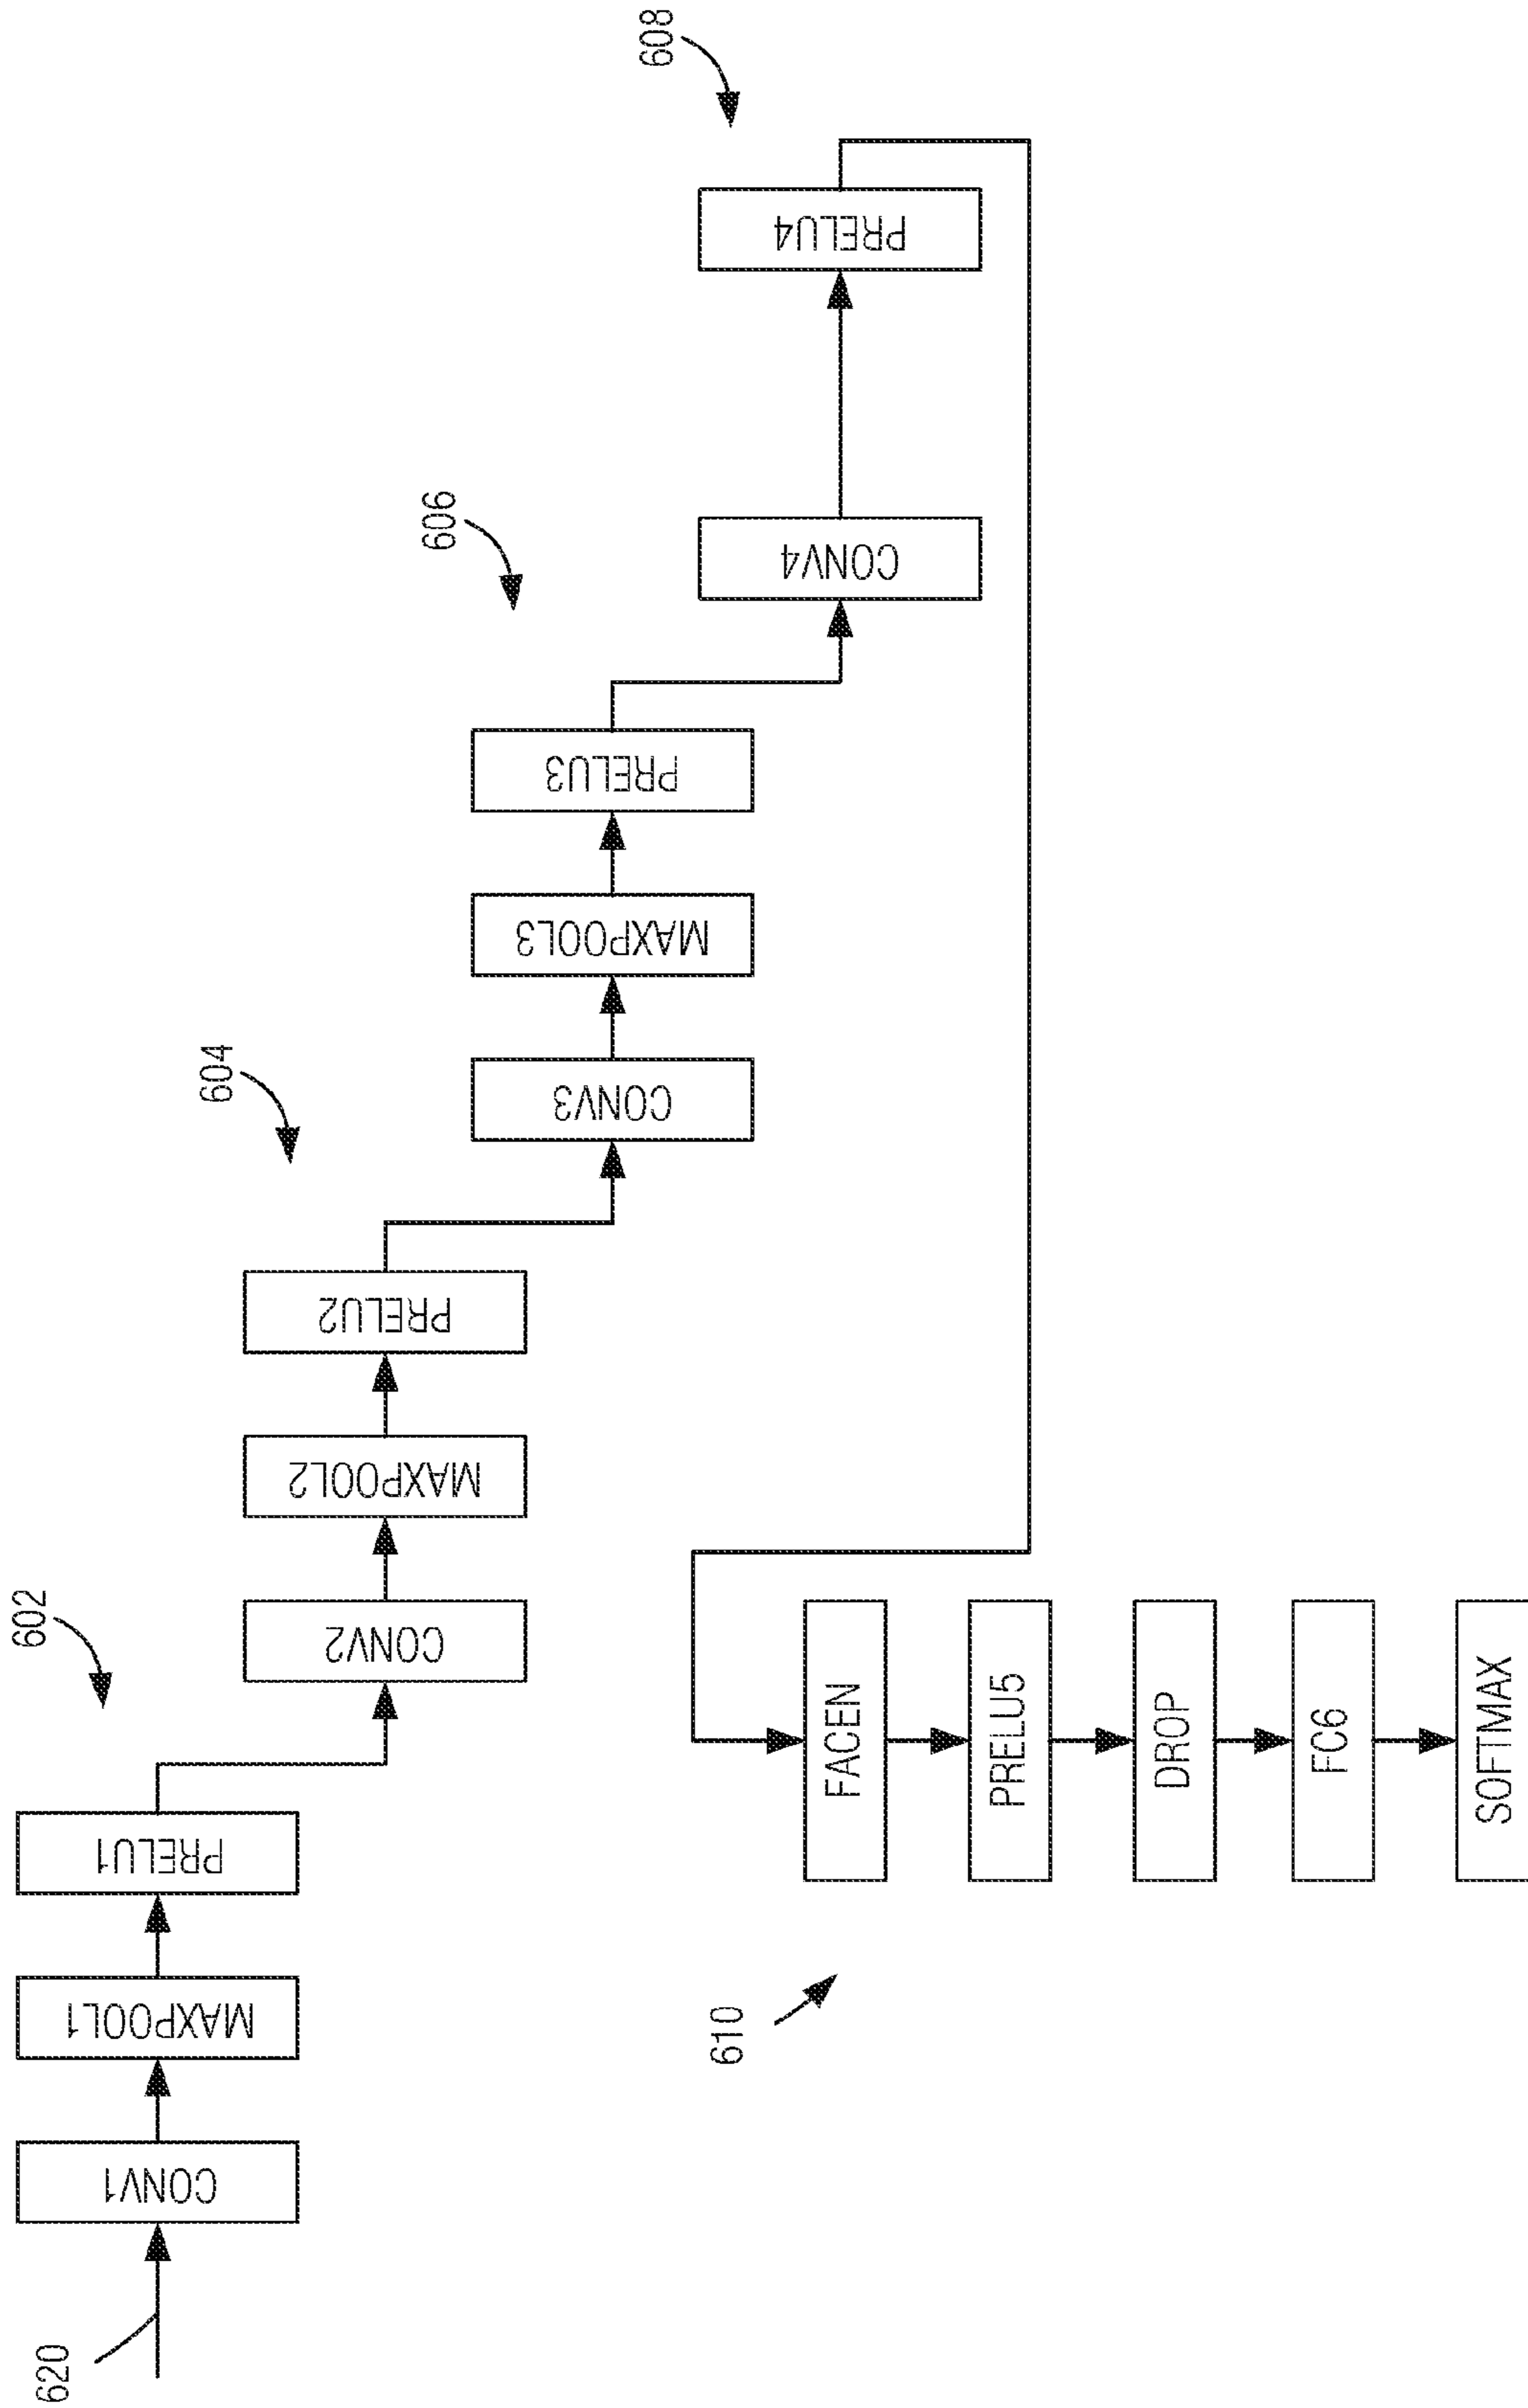 620
602
CONV1
MAXPOOL1
PRELU1
604
CONV2
MAXPOOL2
PRELU2
606
CONV3
MAXPOOL3
PRELU3
608
CONV4
PRELU4
610
FACEN
PRELU5
DROP
FC6
SOFTMAX